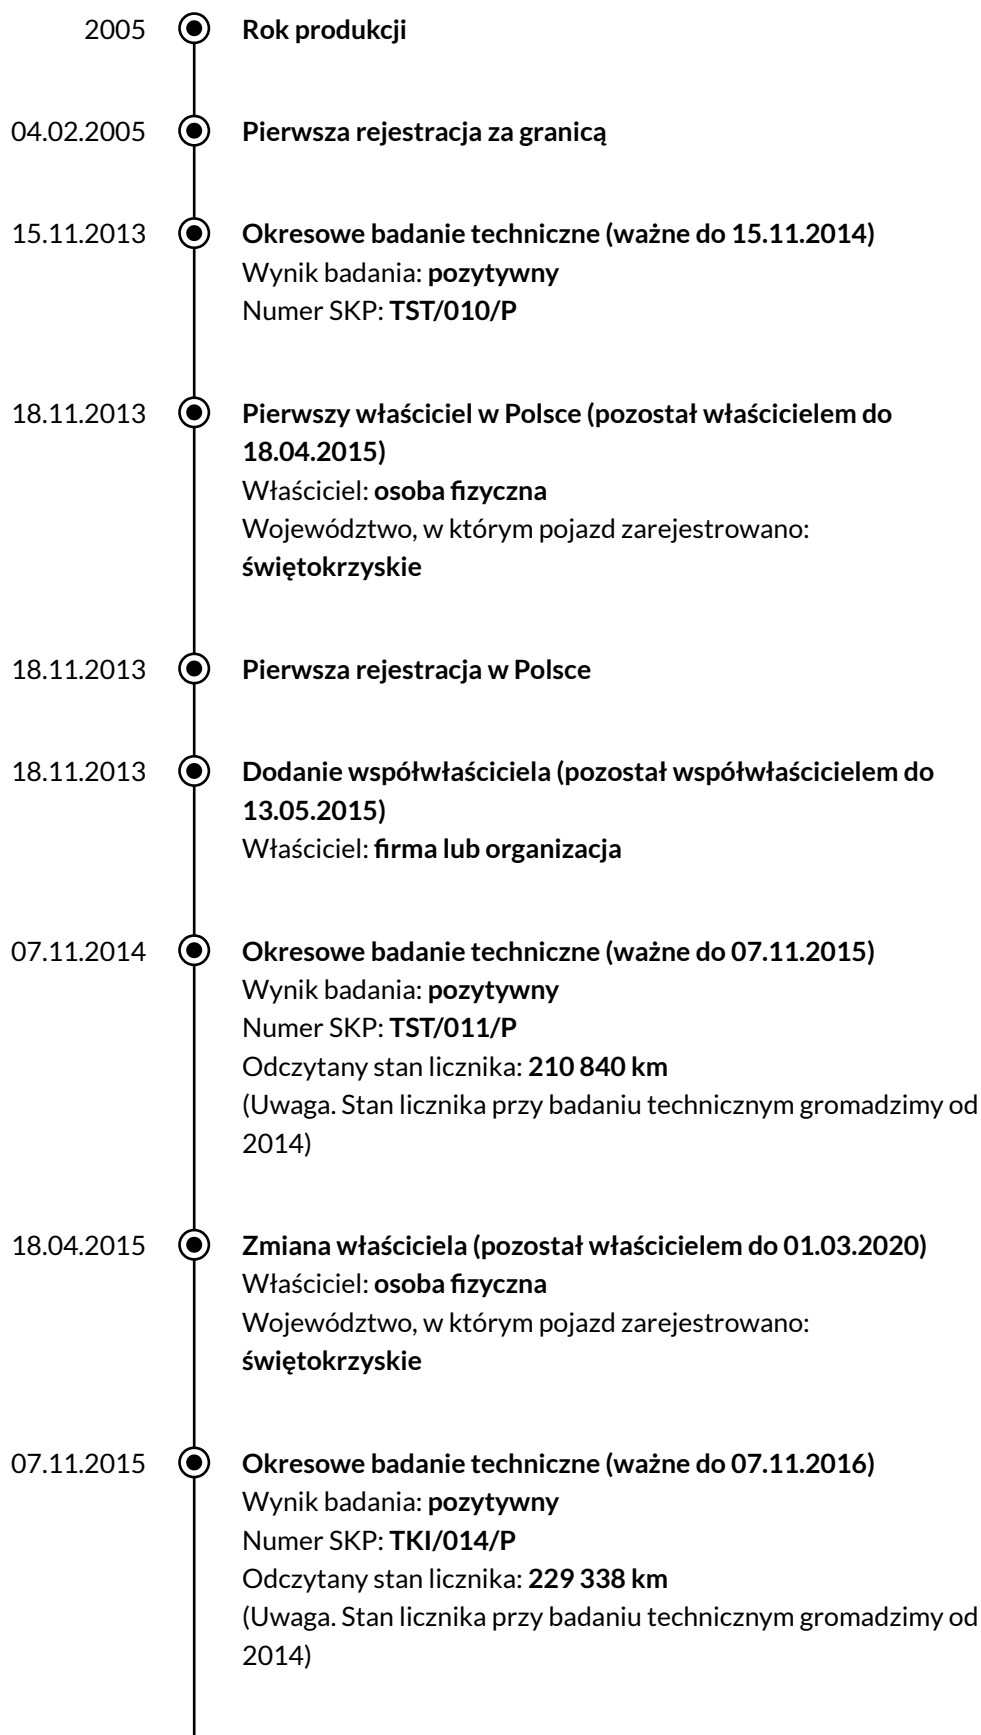 2005 Rok produkcji
04.02.2005 Pierwsza rejestracja za granicą
15.11.2013 Okresowe badanie techniczne (ważne do 15.11.2014)
Wynik badania: pozytywny
Numer SKP: TST/010/P
18.11.2013 Pierwszy właściciel w Polsce (pozostał właścicielem do
18.04.2015)
Właściciel: osoba fizyczna
Województwo, w którym pojazd zarejestrowano:
świętokrzyskie
18.11.2013 Pierwsza rejestracja w Polsce
18.11.2013 Dodanie współwłaściciela (pozostał współwłaścicielem do
13.05.2015)
Właściciel: firma lub organizacja
07.11.2014 Okresowe badanie techniczne (ważne do 07.11.2015)
Wynik badania: pozytywny
Numer SKP: TST/011/P
Odczytany stan licznika: 210 840 km
(Uwaga. Stan licznika przy badaniu technicznym gromadzimy od
2014)
18.04.2015 Zmiana właściciela (pozostał właścicielem do 01.03.2020)
Właściciel: osoba fizyczna
Województwo, w którym pojazd zarejestrowano:
świętokrzyskie
07.11.2015 Okresowe badanie techniczne (ważne do 07.11.2016)
Wynik badania: pozytywny
Numer SKP: TKI/014/P
Odczytany stan licznika: 229 338 km
(Uwaga. Stan licznika przy badaniu technicznym gromadzimy od
2014)